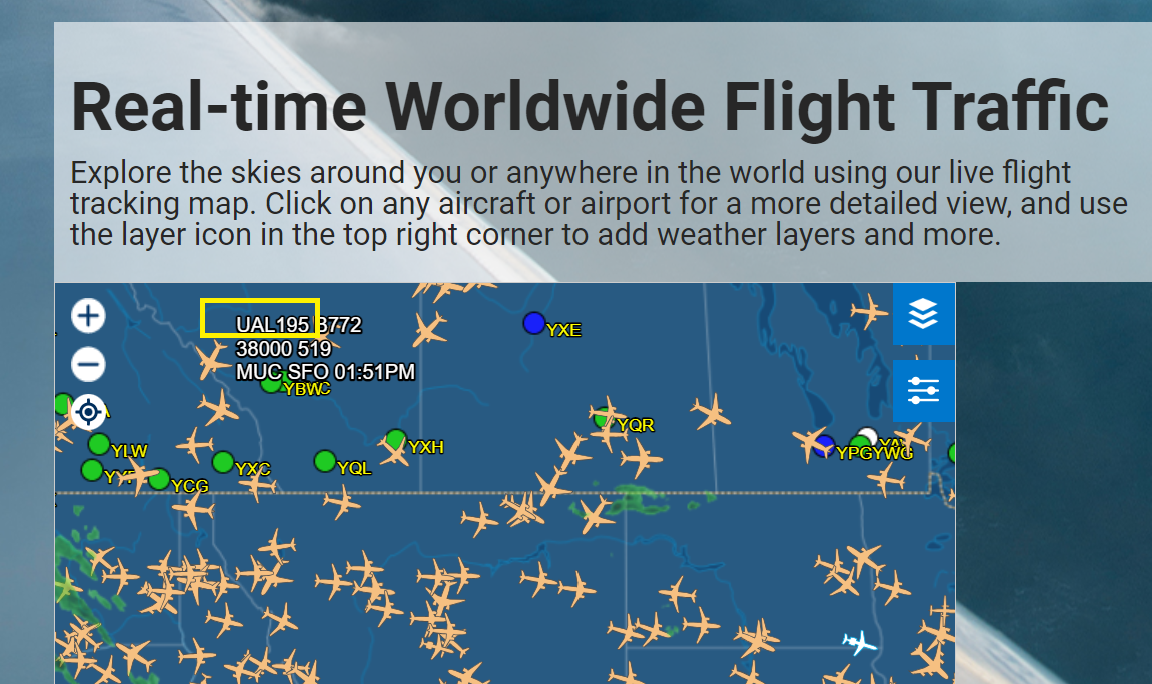 Real-time Worldwide Flight Traffic
Explore the skies around you or anywhere in the world using our live flight
tracking map. Click on any aircraft or airport for a more detailed view, and use
the layer icon in the top right corner to add weather layers and more.
UAL195 B772
38000 519
MUC SFO 01:51PM
YXE
YBWC
YQR
YLW
YXC
YQL
YXH
YPGYWG
YCG